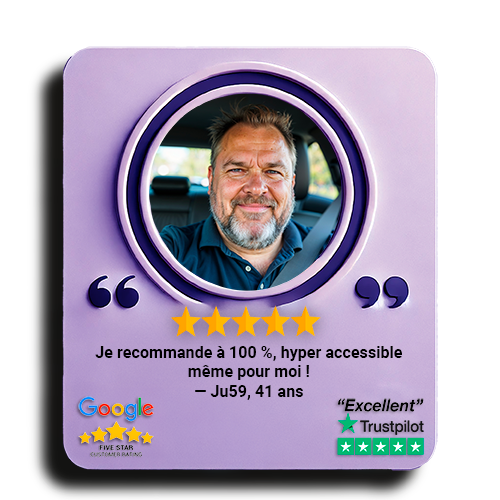 “ ”
Je recommande à 100 %, hyper accessible
même pour moi !
— Ju59, 41 ans
Google
FIVE STAR
CUSTOMER RATING
“Excellent”
Trustpilot